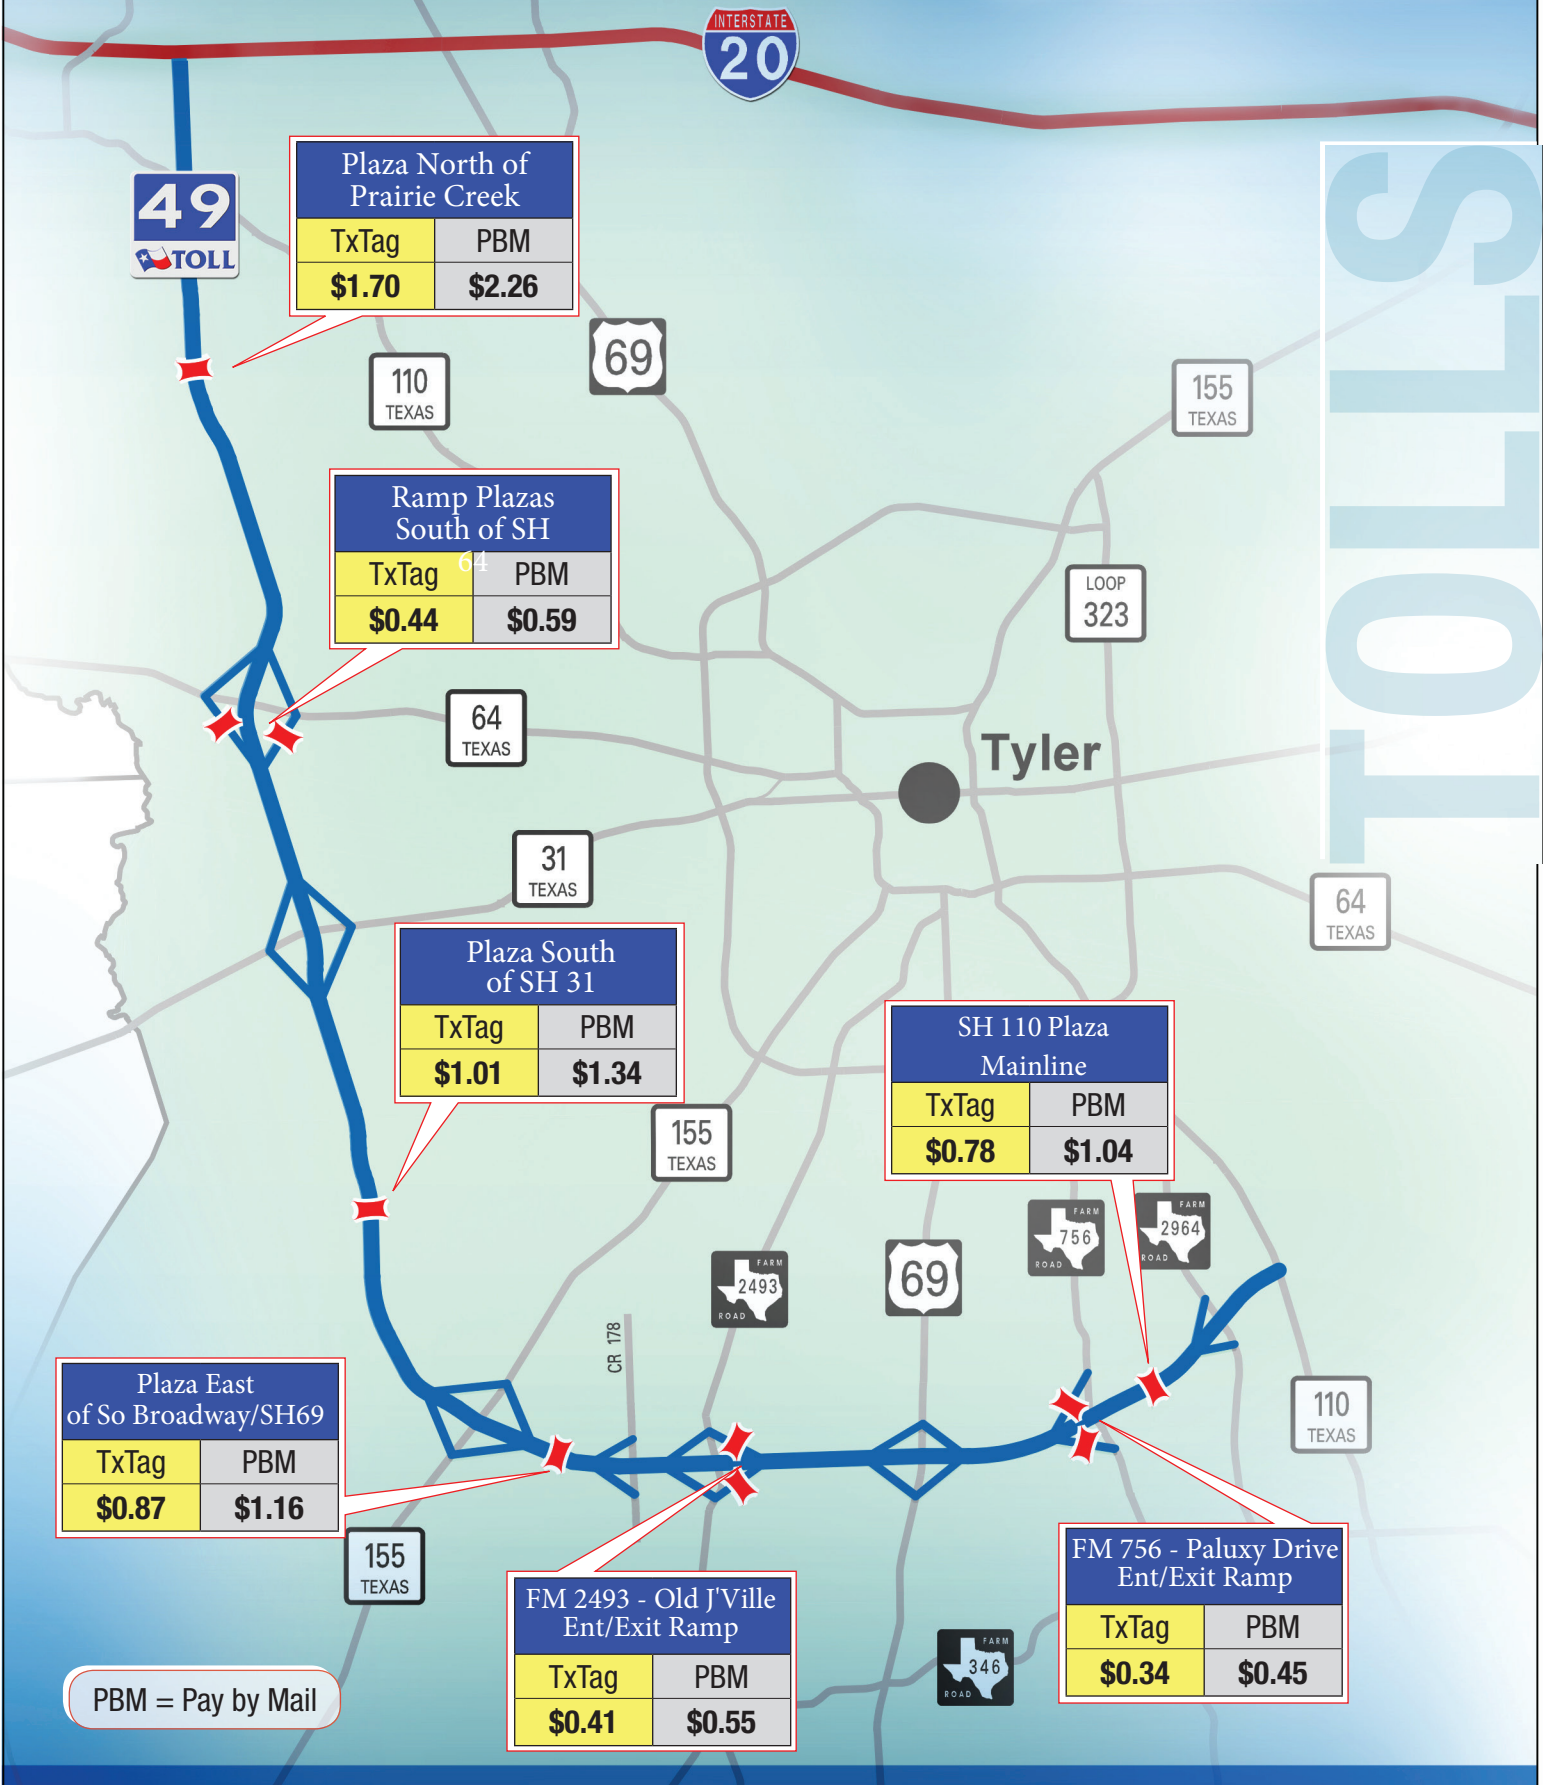 INTERSTATE
20
TOLLS
49
TOLL
Plaza North of
Prairie Creek
TxTag PBM
$1.70 $2.26
110
TEXAS
69
155
TEXAS
Ramp Plazas
South of SH
64
TxTag PBM
$0.44 $0.59
LOOP
323
64
TEXAS
Tyler
31
TEXAS
64
TEXAS
Plaza South
of SH 31
TxTag PBM
$1.01 $1.34
SH 110 Plaza
Mainline
TxTag PBM
$0.78 $1.04
155
TEXAS
FARM
756
ROAD
FARM
2964
ROAD
FARM
2493
ROAD
69
CR 178
Plaza East
of So Broadway/SH69
TxTag PBM
$0.87 $1.16
110
TEXAS
155
TEXAS
FM 2493 - Old J'Ville
Ent/Exit Ramp
TxTag PBM
$0.41 $0.55
FM 756 - Paluxy Drive
Ent/Exit Ramp
TxTag PBM
$0.34 $0.45
FARM
346
ROAD
PBM = Pay by Mail